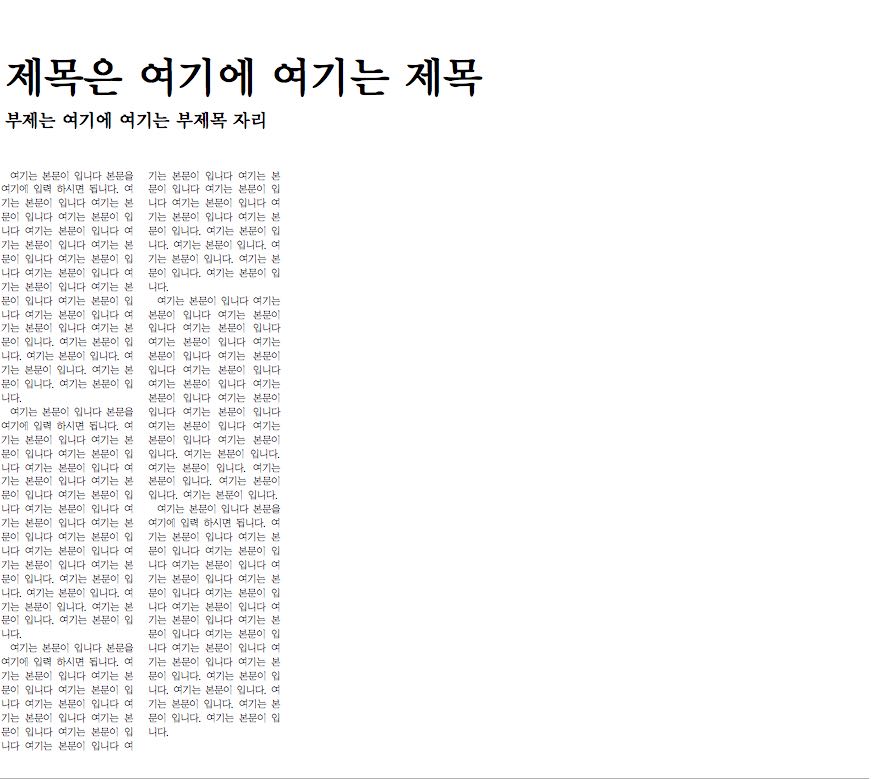 제목은 여기에 여기는 제목
부제는 여기에 여기는 부제목 자리
여기는 본문이 입니다 본문을
여기에 입력 하시면 됩니다. 여
기는 본문이 입니다 여기는 본
문이 입니다 여기는 본문이 입
니다 여기는 본문이 입니다 여
기는 본문이 입니다 여기는 본
문이 입니다 여기는 본문이 입
니다 여기는 본문이 입니다 여
기는 본문이 입니다 여기는 본
문이 입니다 여기는 본문이 입
니다 여기는 본문이 입니다 여
기는 본문이 입니다 여기는 본
문이 입니다. 여기는 본문이 입
니다. 여기는 본문이 입니다. 여
기는 본문이 입니다. 여기는 본
문이 입니다. 여기는 본문이 입
니다.
여기는 본문이 입니다 본문을
여기에 입력 하시면 됩니다. 여
기는 본문이 입니다 여기는 본
문이 입니다 여기는 본문이 입
니다 여기는 본문이 입니다 여
기는 본문이 입니다 여기는 본
문이 입니다 여기는 본문이 입
니다 여기는 본문이 입니다 여
기는 본문이 입니다 여기는 본
문이 입니다 여기는 본문이 입
니다 여기는 본문이 입니다 여
기는 본문이 입니다 여기는 본
문이 입니다. 여기는 본문이 입
니다. 여기는 본문이 입니다. 여
기는 본문이 입니다. 여기는 본
문이 입니다. 여기는 본문이 입
니다.
여기는 본문이 입니다 본문을
여기에 입력 하시면 됩니다. 여
기는 본문이 입니다 여기는 본
문이 입니다 여기는 본문이 입
니다 여기는 본문이 입니다 여
기는 본문이 입니다 여기는 본
문이 입니다 여기는 본문이 입
니다 여기는 본문이 입니다 여
기는 본문이 입니다 여기는 본
문이 입니다 여기는 본문이 입
니다 여기는 본문이 입니다 여
기는 본문이 입니다 여기는 본
문이 입니다. 여기는 본문이 입
니다. 여기는 본문이 입니다. 여
기는 본문이 입니다. 여기는 본
문이 입니다. 여기는 본문이 입
니다.
여기는 본문이 입니다 여기는
본문이 입니다 여기는 본문이
입니다 여기는 본문이 입니다
여기는 본문이 입니다 여기는
본문이 입니다 여기는 본문이
입니다 여기는 본문이 입니다
여기는 본문이 입니다 여기는
본문이 입니다 여기는 본문이
입니다 여기는 본문이 입니다
여기는 본문이 입니다 여기는
본문이 입니다 여기는 본문이
입니다. 여기는 본문이 입니다.
여기는 본문이 입니다. 여기는
본문이 입니다. 여기는 본문이
입니다. 여기는 본문이 입니다.
여기는 본문이 입니다 본문을
여기에 입력 하시면 됩니다. 여
기는 본문이 입니다 여기는 본
문이 입니다 여기는 본문이 입
니다 여기는 본문이 입니다 여
기는 본문이 입니다 여기는 본
문이 입니다 여기는 본문이 입
니다 여기는 본문이 입니다 여
기는 본문이 입니다 여기는 본
문이 입니다 여기는 본문이 입
니다 여기는 본문이 입니다 여
기는 본문이 입니다 여기는 본
문이 입니다. 여기는 본문이 입
니다. 여기는 본문이 입니다. 여
기는 본문이 입니다. 여기는 본
문이 입니다. 여기는 본문이 입
니다.